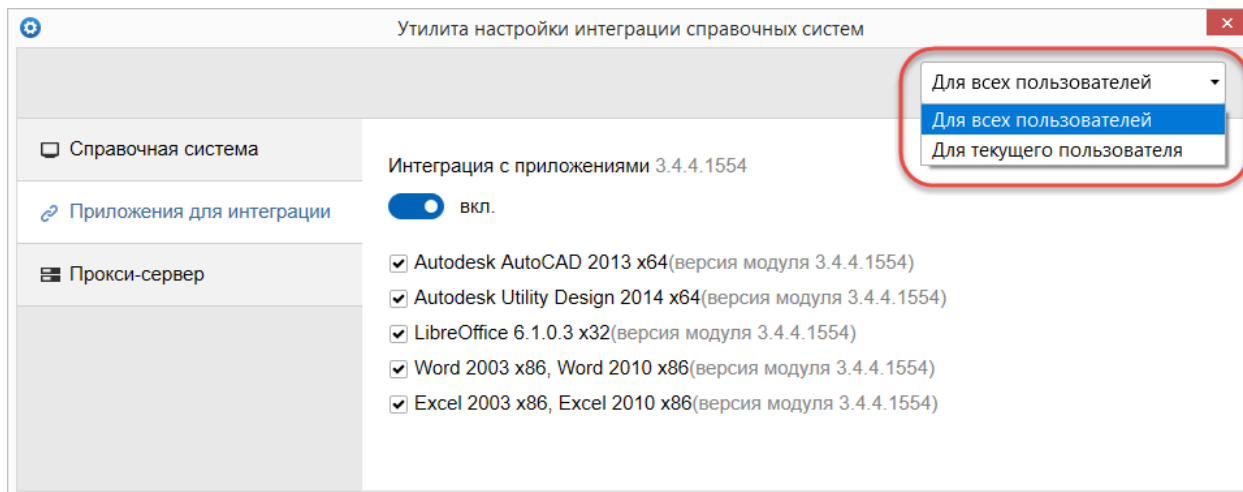 Утилита настройки интеграции справочных систем
Для всех пользователей
Для всех пользователей
Для текущего пользователя
Справочная система
Приложения для интеграции
Прокси-сервер
Интеграция с приложениями 3.4.4.1554
вкл.
Autodesk AutoCAD 2013 x64(версия модуля 3.4.4.1554)
Autodesk Utility Design 2014 x64(версия модуля 3.4.4.1554)
LibreOffice 6.1.0.3 x32(версия модуля 3.4.4.1554)
Word 2003 x86, Word 2010 x86(версия модуля 3.4.4.1554)
Excel 2003 x86, Excel 2010 x86(версия модуля 3.4.4.1554)